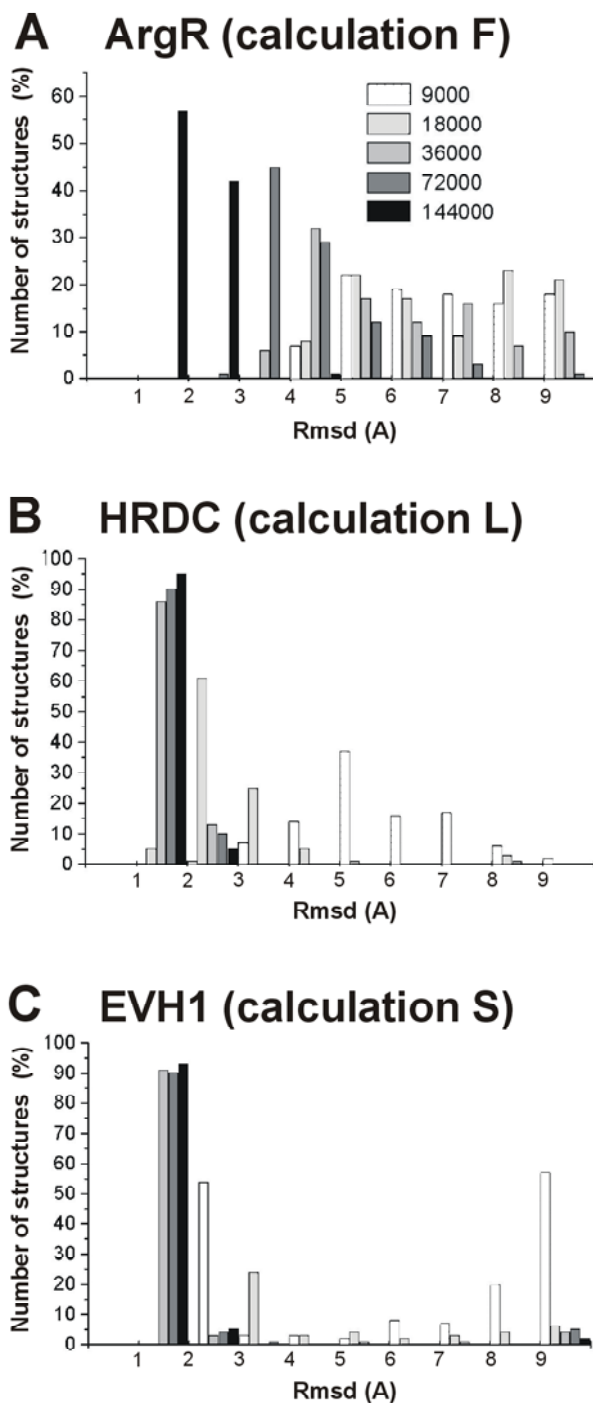 A ArgR (calculation F)
Number of structures (%)
60
50
40
30
20
10
0
9000
18000
36000
72000
144000
1 2 3 4 5 6 7 8 9
Rmsd (A)
B HRDC (calculation L)
Number of structures (%)
100
90
80
70
60
50
40
30
20
10
0
1 2 3 4 5 6 7 8 9
Rmsd (A)
C EVH1 (calculation S)
Number of structures (%)
100
90
80
70
60
50
40
30
20
10
0
1 2 3 4 5 6 7 8 9
Rmsd (A)